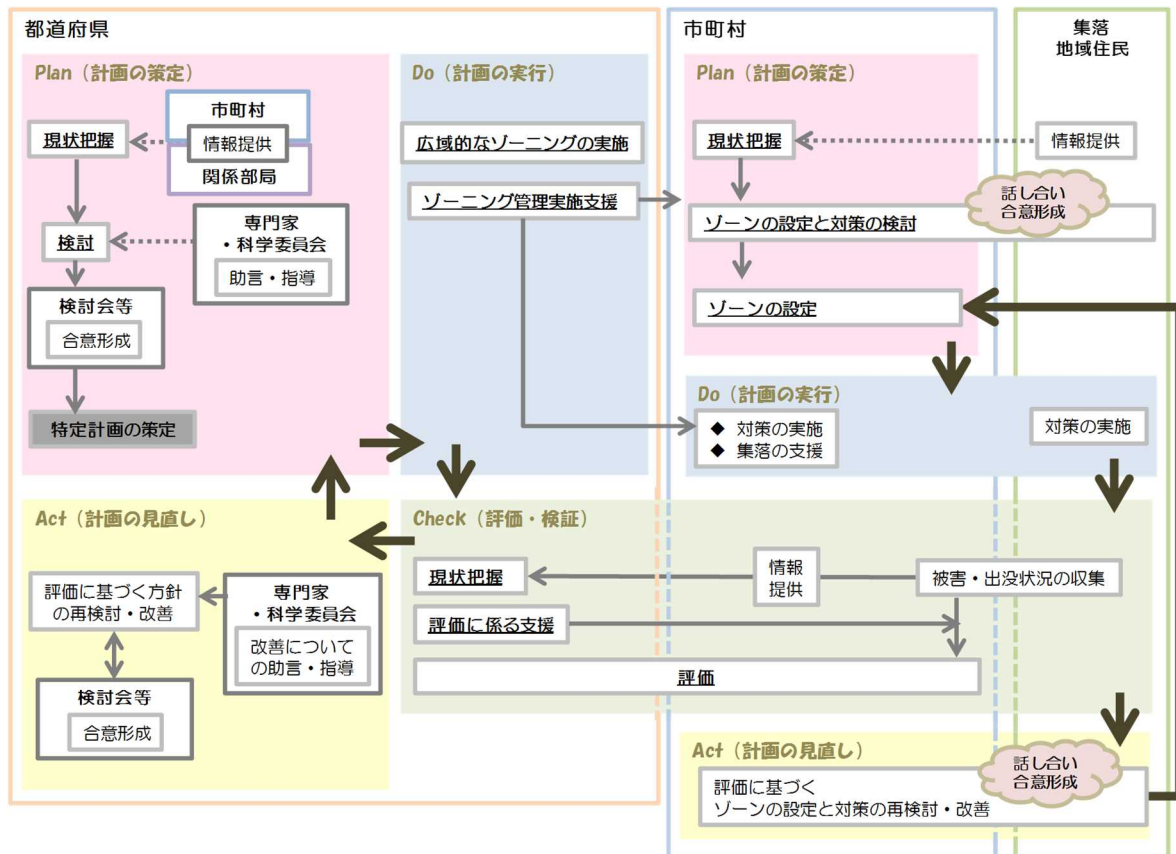 都道府県
Plan（計画の策定）
市町村
情報提供
関係部局
現状把握
検討
専門家
・科学委員会
助言・指導
検討会等
合意形成
特定計画の策定
Do（計画の実行）
広域的なゾーニングの実施
ゾーニング管理実施支援
市町村
Plan（計画の策定）
現状把握
ゾーンの設定と対策の検討
ゾーンの設定
集落
地域住民
情報提供
話し合い
合意形成
Do（計画の実行）
◆ 対策の実施
◆ 集落の支援
対策の実施
Act（計画の見直し）
評価に基づく方針
の再検討・改善
専門家
・科学委員会
改善について
の助言・指導
検討会等
合意形成
Check（評価・検証）
現状把握
情報
提供
被害・出没状況の収集
評価に係る支援
評価
Act（計画の見直し）
話し合い
合意形成
評価に基づく
ゾーンの設定と対策の再検討・改善